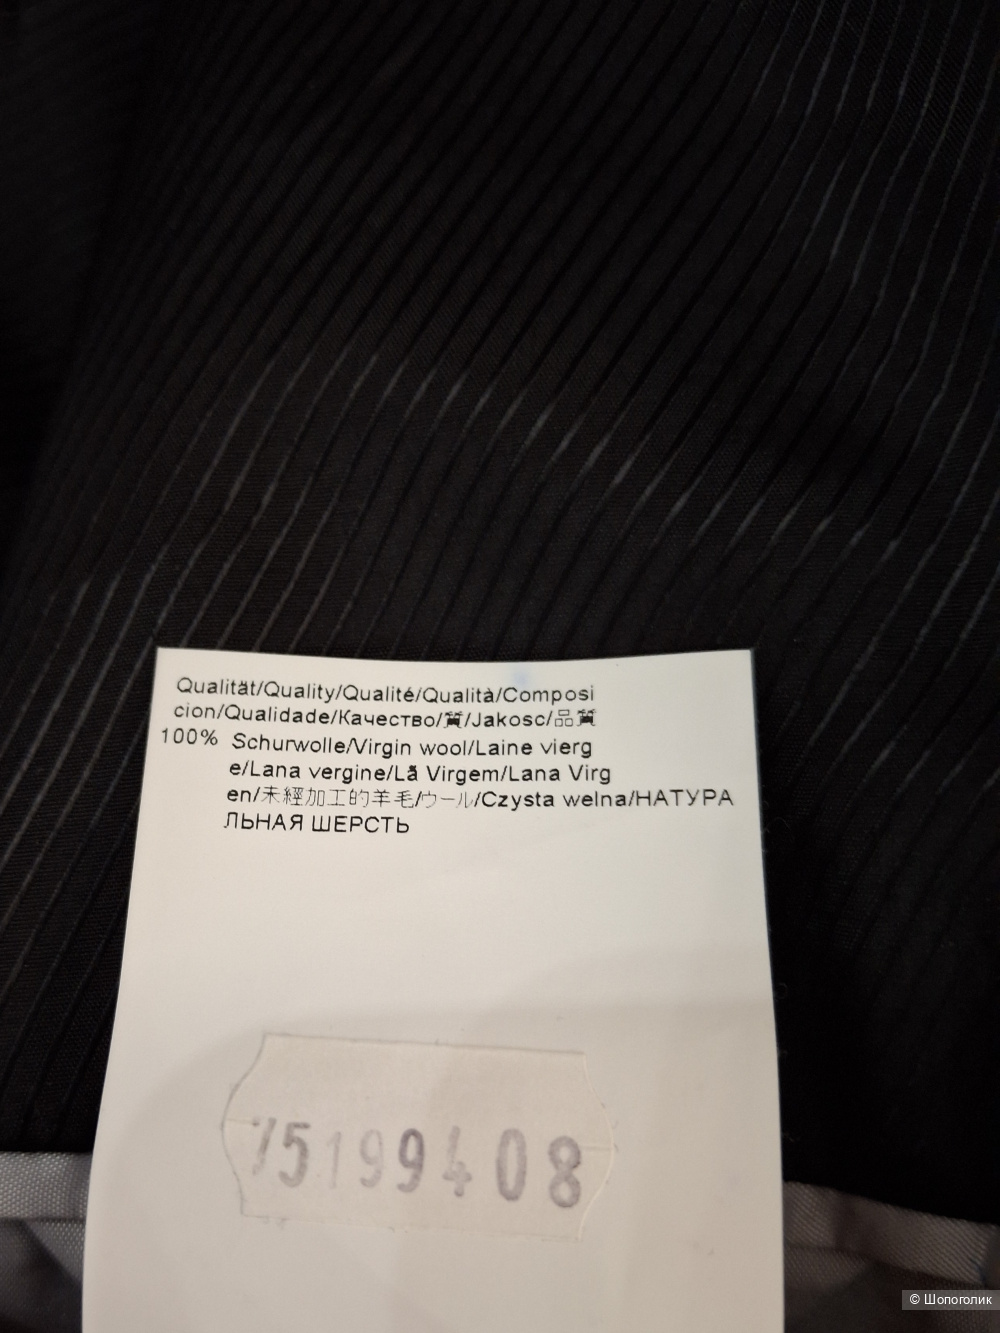 Qualität/Quality/Qualité/Qualità/Composi
cion/Qualidade/Качество/質/Jakosc/品質
100% Schurwolle/Virgin wool/Laine vierg
e/Lana vergine/Lã Virgem/Lana Virg
en/未經加工的羊毛/ウール/Czysta welna/НАТУРА
ЛЬНАЯ ШЕРСТЬ
75199408
© Шопоголик